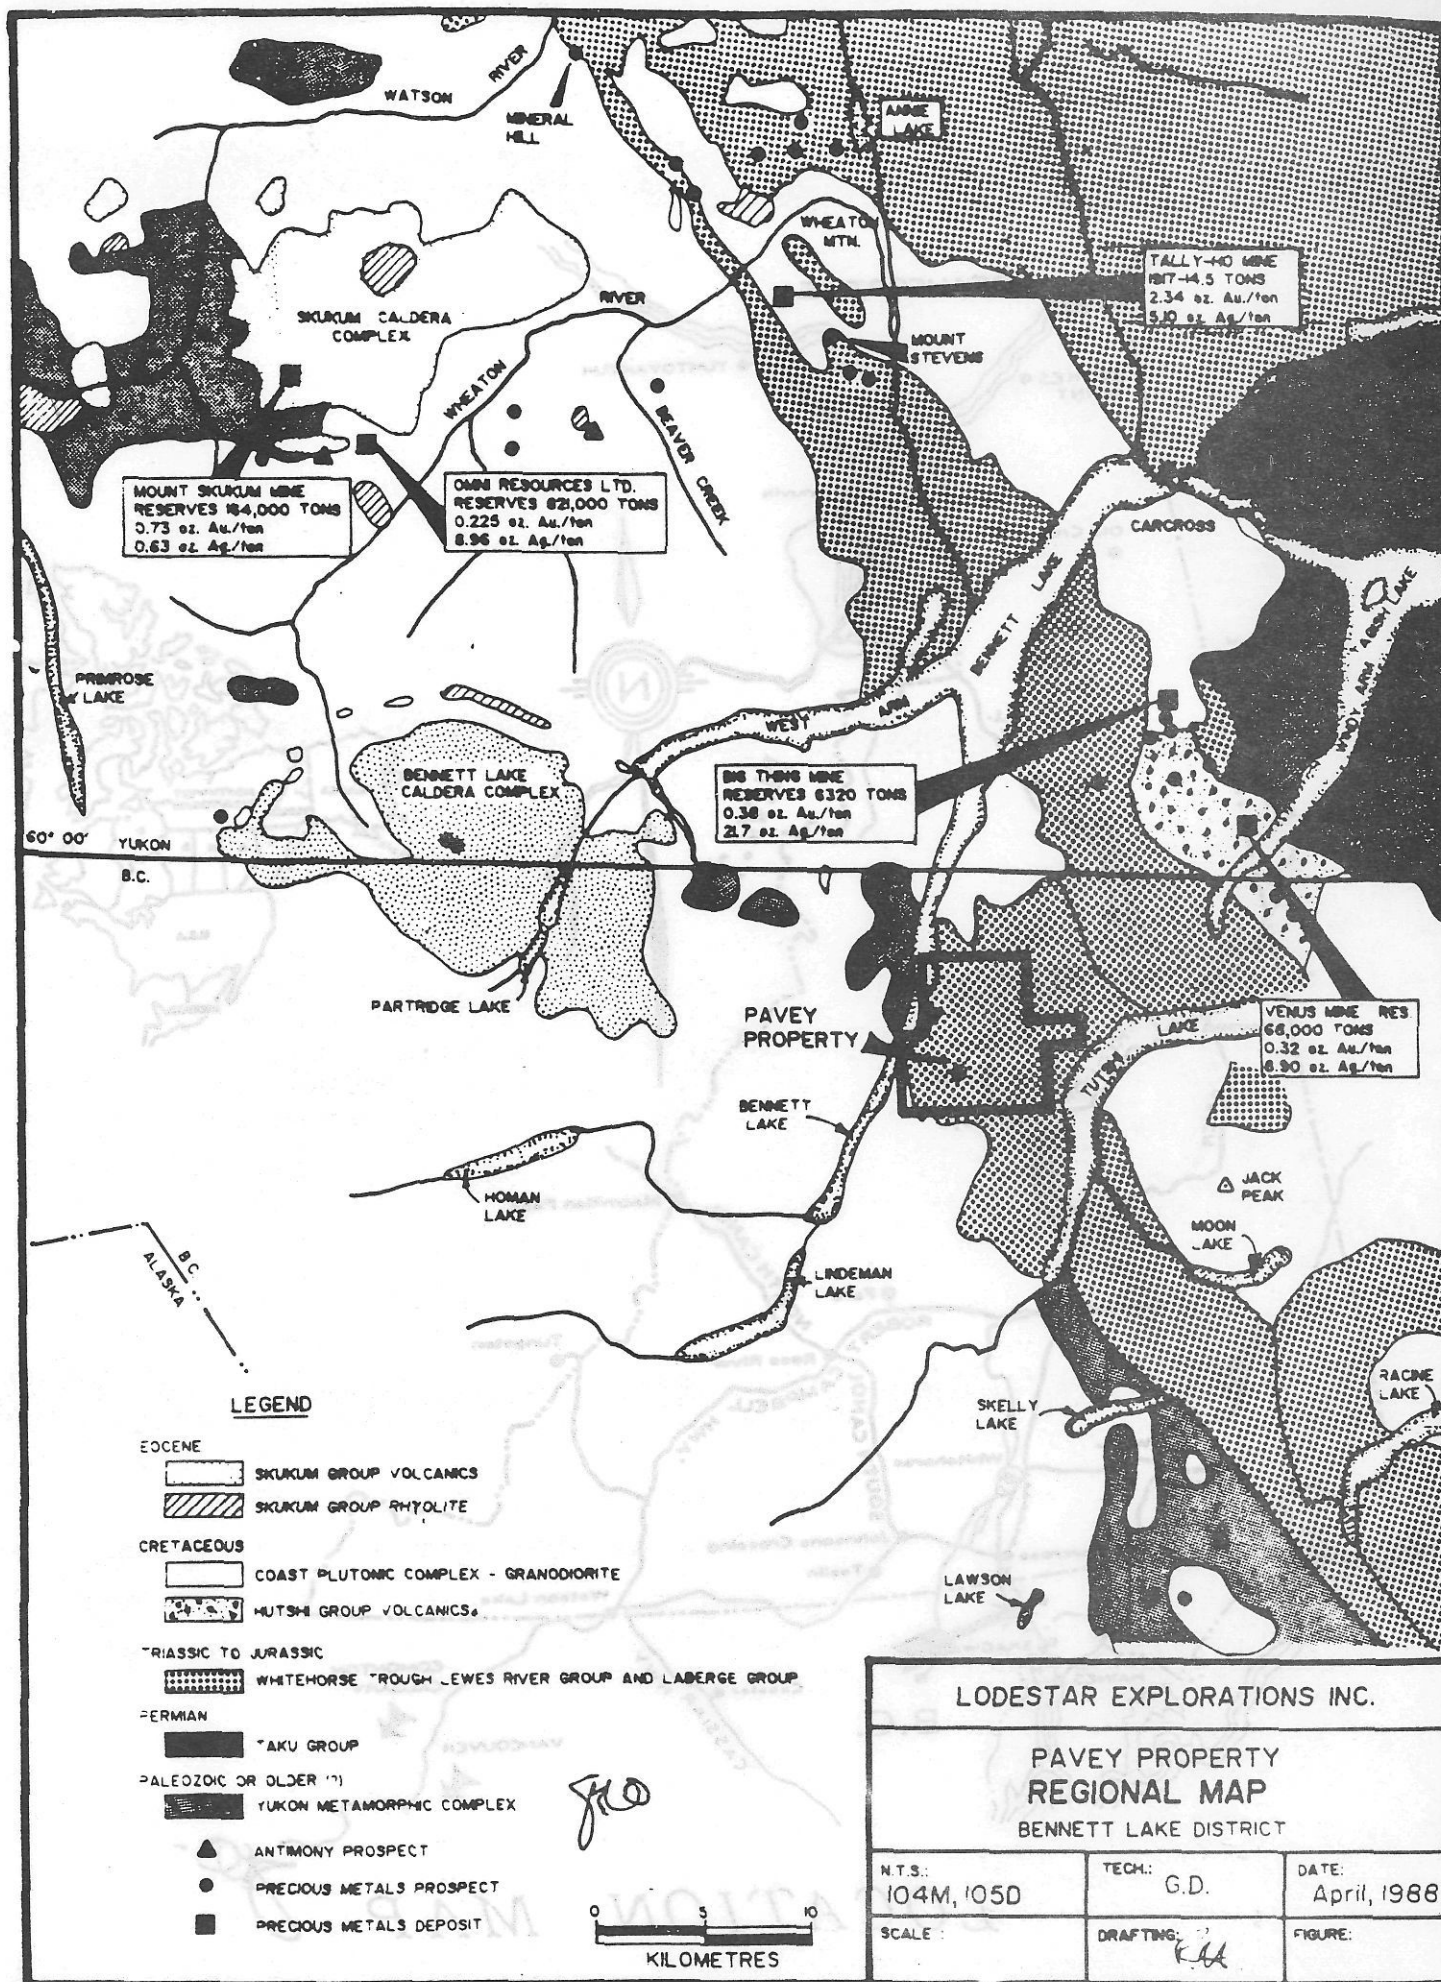 WATSON
RIVER
MINERAL
HILL
ANNIE
LAKE
WHEATON
MTN.
TALLY-HO MINE
1917-14.5 TONS
2.34 oz. Au./ton
5.10 oz. Ag./ton
SKUKUM CALDERA
COMPLEX
WHEATON
RIVER
MOUNT
STEVENS
BEAVER CREEK
MOUNT SKUKUM MINE
RESERVES 184,000 TONS
0.73 oz. Au./ton
0.63 oz. Ag./ton
OMNI RESOURCES LTD.
RESERVES 821,000 TONS
0.225 oz. Au./ton
8.96 oz. Ag./ton
CARCROSS
BENNETT LAKE
WINDY ARM TAGISH LAKE
PRIMROSE
LAKE
WEST ARM
BENNETT LAKE
CALDERA COMPLEX
BIG THING MINE
RESERVES 6320 TONS
0.36 oz. Au./ton
21.7 oz. Ag./ton
60° 00'
YUKON
B.C.
PARTRIDGE LAKE
PAVEY
PROPERTY
TUTSHI LAKE
VENUS MINE RES.
66,000 TONS
0.32 oz. Au./ton
6.90 oz. Ag./ton
BENNETT
LAKE
HOMAN
LAKE
JACK
PEAK
MOON
LAKE
B.C.
ALASKA
LINDEMAN
LAKE
RACINE
LAKE
SKELLY
LAKE
LAWSON
LAKE
LEGEND
EOCENE
SKUKUM GROUP VOLCANICS
SKUKUM GROUP RHYOLITE
CRETACEOUS
COAST PLUTONIC COMPLEX - GRANODIORITE
HUTSHI GROUP VOLCANICS
TRIASSIC TO JURASSIC
WHITEHORSE TROUGH LEWES RIVER GROUP AND LABERGE GROUP
PERMIAN
TAKU GROUP
PALEOZOIC OR OLDER (?)
YUKON METAMORPHIC COMPLEX
ANTIMONY PROSPECT
PRECIOUS METALS PROSPECT
PRECIOUS METALS DEPOSIT
0 5 10
KILOMETRES
LODESTAR EXPLORATIONS INC.
PAVEY PROPERTY
REGIONAL MAP
BENNETT LAKE DISTRICT
N.T.S.:
104M, 105D
TECH.:
G.D.
DATE:
April, 1988
SCALE :
DRAFTING:
FIGURE: